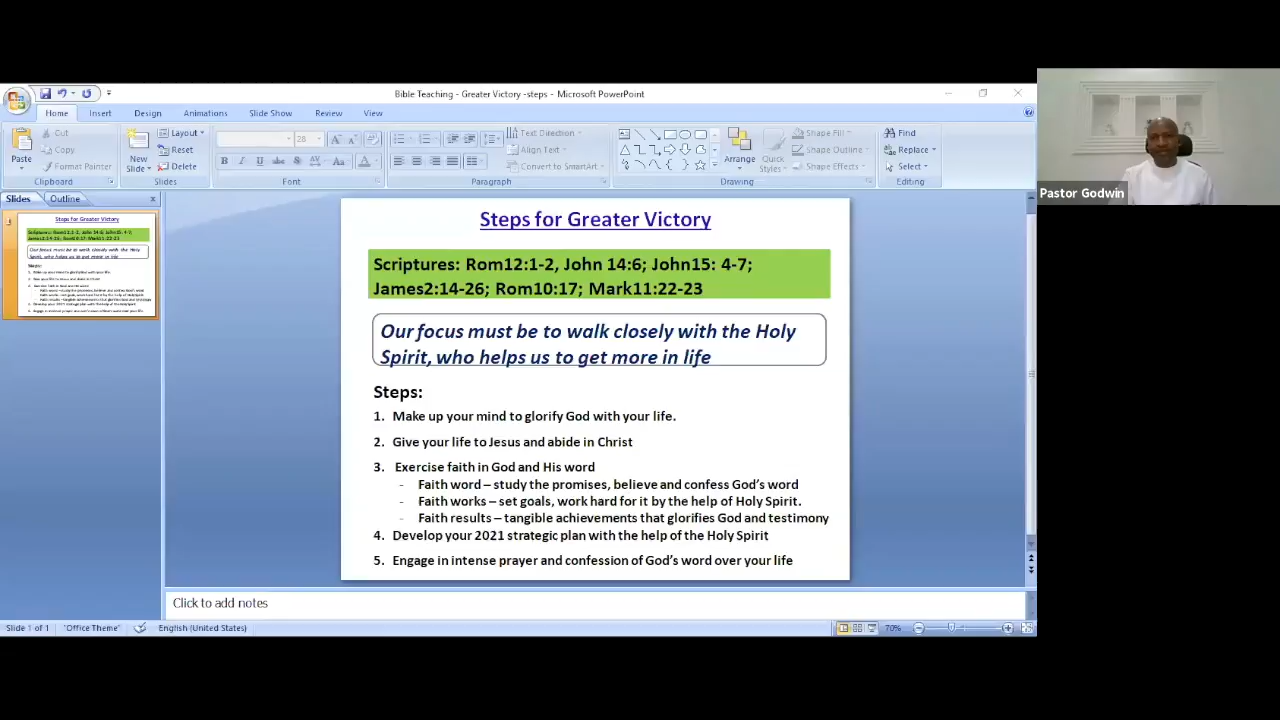 Bible Teaching - Greater Victory -steps - Microsoft PowerPoint
Home Insert Design Animations Slide Show Review View
Paste
Cut
Copy
Format Painter
Clipboard
New
Slide
Layout
Reset
Delete
Slides
28
Font
Paragraph
Text Direction
Align Text
Convert to SmartArt
Arrange
Quick
Styles
Shape Fill
Shape Outline
Shape Effects
Drawing
Find
Replace
Select
Editing
Pastor Godwin
Slides Outline
1
Steps for Greater Victory
Steps for Greater Victory
Scriptures: Rom12:1-2, John 14:6; John15: 4-7;
James2:14-26; Rom10:17; Mark11:22-23
Our focus must be to walk closely with the Holy
Spirit, who helps us to get more in life
Steps:
1. Make up your mind to glorify God with your life.
2. Give your life to Jesus and abide in Christ
3. Exercise faith in God and His word
- Faith word – study the promises, believe and confess God's word
- Faith works – set goals, work hard for it by the help of Holy Spirit.
- Faith results – tangible achievements that glorifies God and testimony
4. Develop your 2021 strategic plan with the help of the Holy Spirit
5. Engage in intense prayer and confession of God's word over your life
Click to add notes
Slide 1 of 1 "Office Theme" English (United States) 70%